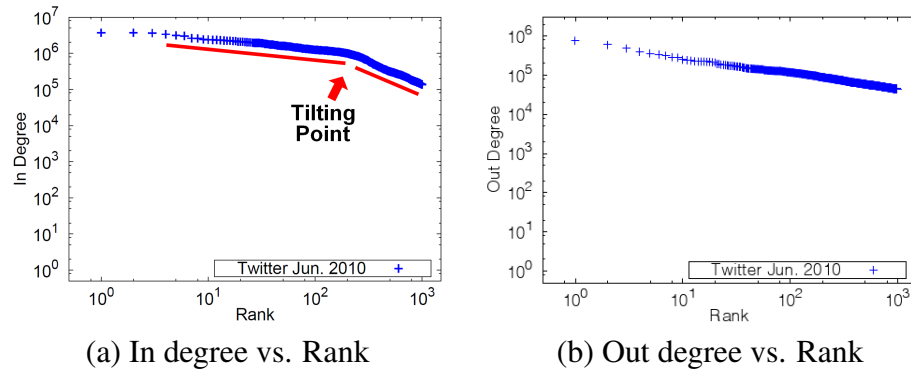 10^7
10^6
10^5
10^4
10^3
10^2
10^1
10^0
In Degree
Tilting
Point
Twitter Jun. 2010
10^0 10^1 10^2 10^3
Rank
(a) In degree vs. Rank
10^6
10^5
10^4
10^3
10^2
10^1
10^0
Out Degree
Twitter Jun. 2010
10^0 10^1 10^2 10^3
Rank
(b) Out degree vs. Rank